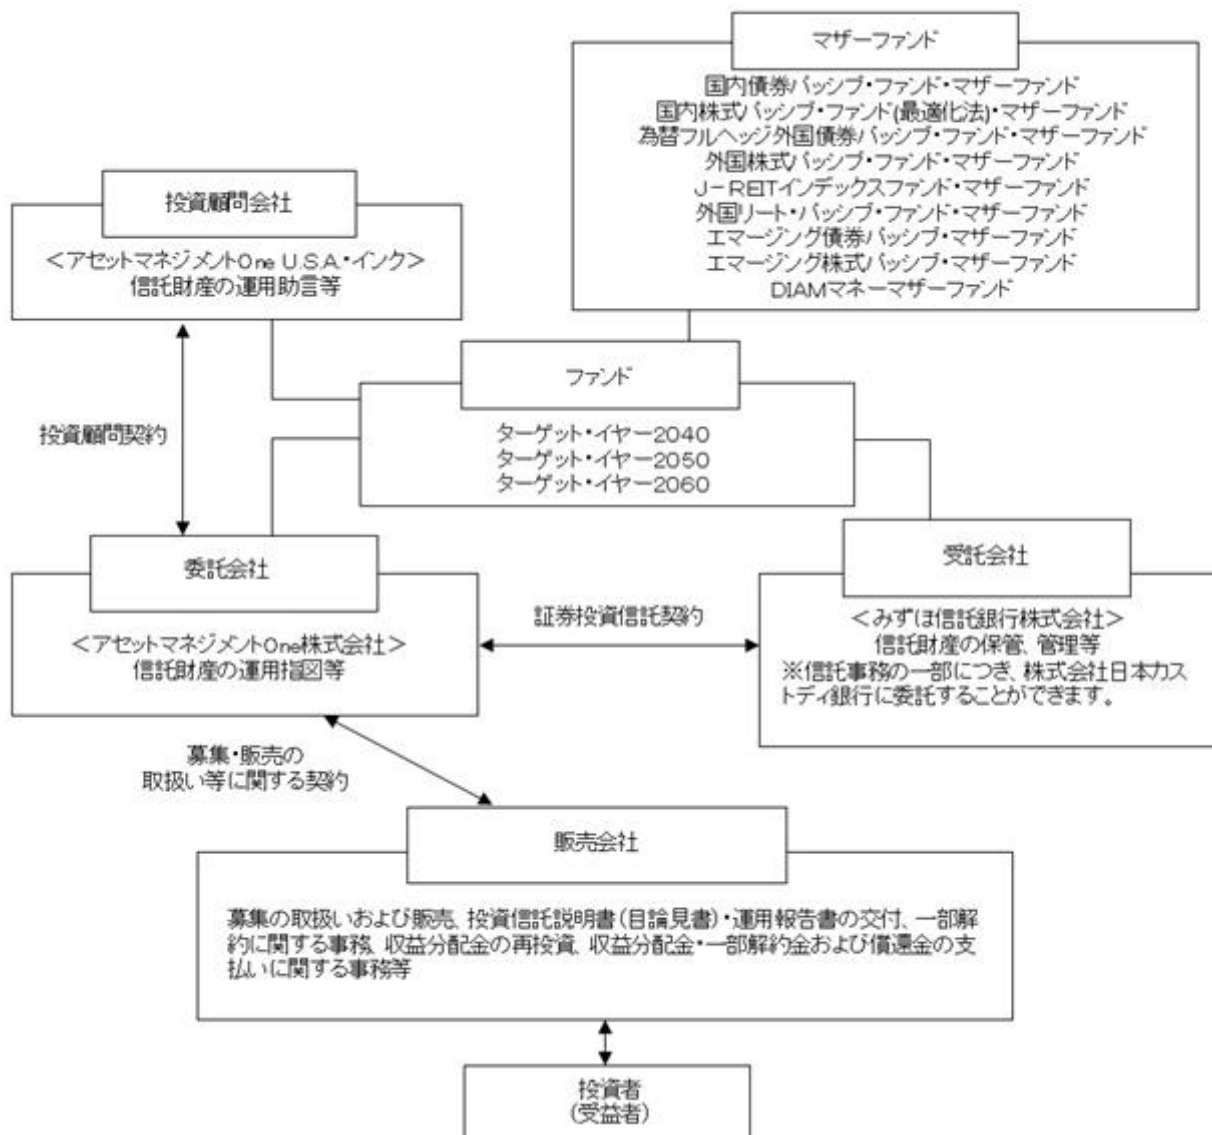 マザーファンド
国内債券パッシブ・ファンド・マザーファンド
国内株式パッシブ・ファンド(最適化法)・マザーファンド
為替フルヘッジ外国債券パッシブ・ファンド・マザーファンド
外国株式パッシブ・ファンド・マザーファンド
J-REITインデックスファンド・マザーファンド
外国リート・パッシブ・ファンド・マザーファンド
エマージング債券パッシブ・マザーファンド
エマージング株式パッシブ・マザーファンド
DIAMマネーマザーファンド
投資顧問会社
<アセットマネジメントOne U.S.A.・インク>
信託財産の運用助言等
ファンド
ターゲット・イヤー2040
ターゲット・イヤー2050
ターゲット・イヤー2060
投資顧問契約
委託会社
<アセットマネジメントOne株式会社>
信託財産の運用指図等
証券投資信託契約
受託会社
<みずほ信託銀行株式会社>
信託財産の保管、管理等
※信託事務の一部につき、株式会社日本カス
トディ銀行に委託することができます。
募集・販売の
取扱い等に関する契約
販売会社
募集の取扱いおよび販売、投資信託説明書(目論見書)・運用報告書の交付、一部解
約に関する事務、収益分配金の再投資、収益分配金・一部解約金および償還金の支
払いに関する事務等
投資者
(受益者)